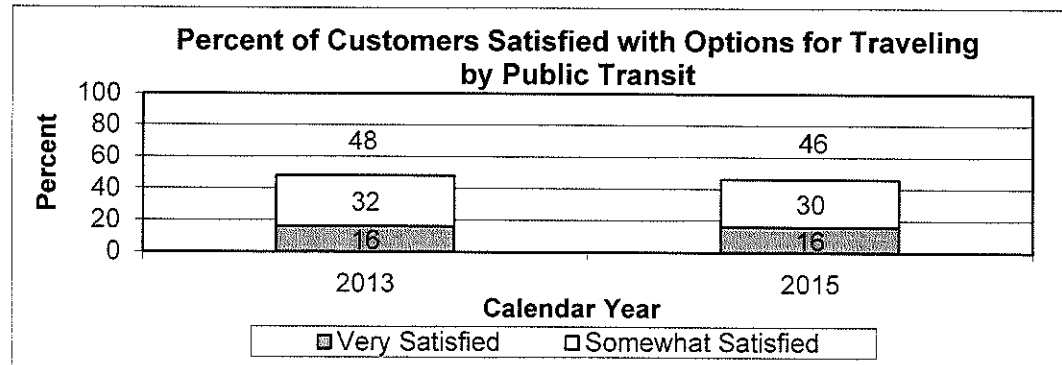 Percent of Customers Satisfied with Options for Traveling
by Public Transit
Percent
100
80
60
40
20
0
48
32
16
46
30
16
2013
2015
Calendar Year
Very Satisfied
Somewhat Satisfied